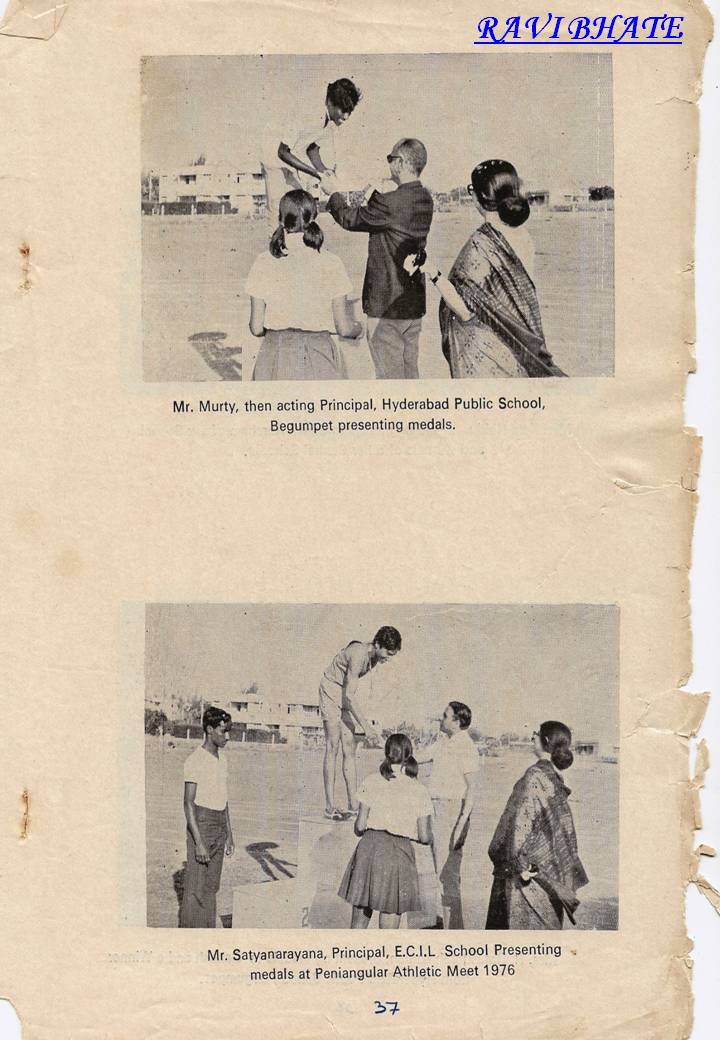 RAVI BHATE
Mr. Murty, then acting Principal, Hyderabad Public School,
Begumpet presenting medals.
Mr. Satyanarayana, Principal, E.C.I.L School Presenting
medals at Peniangular Athletic Meet 1976
37